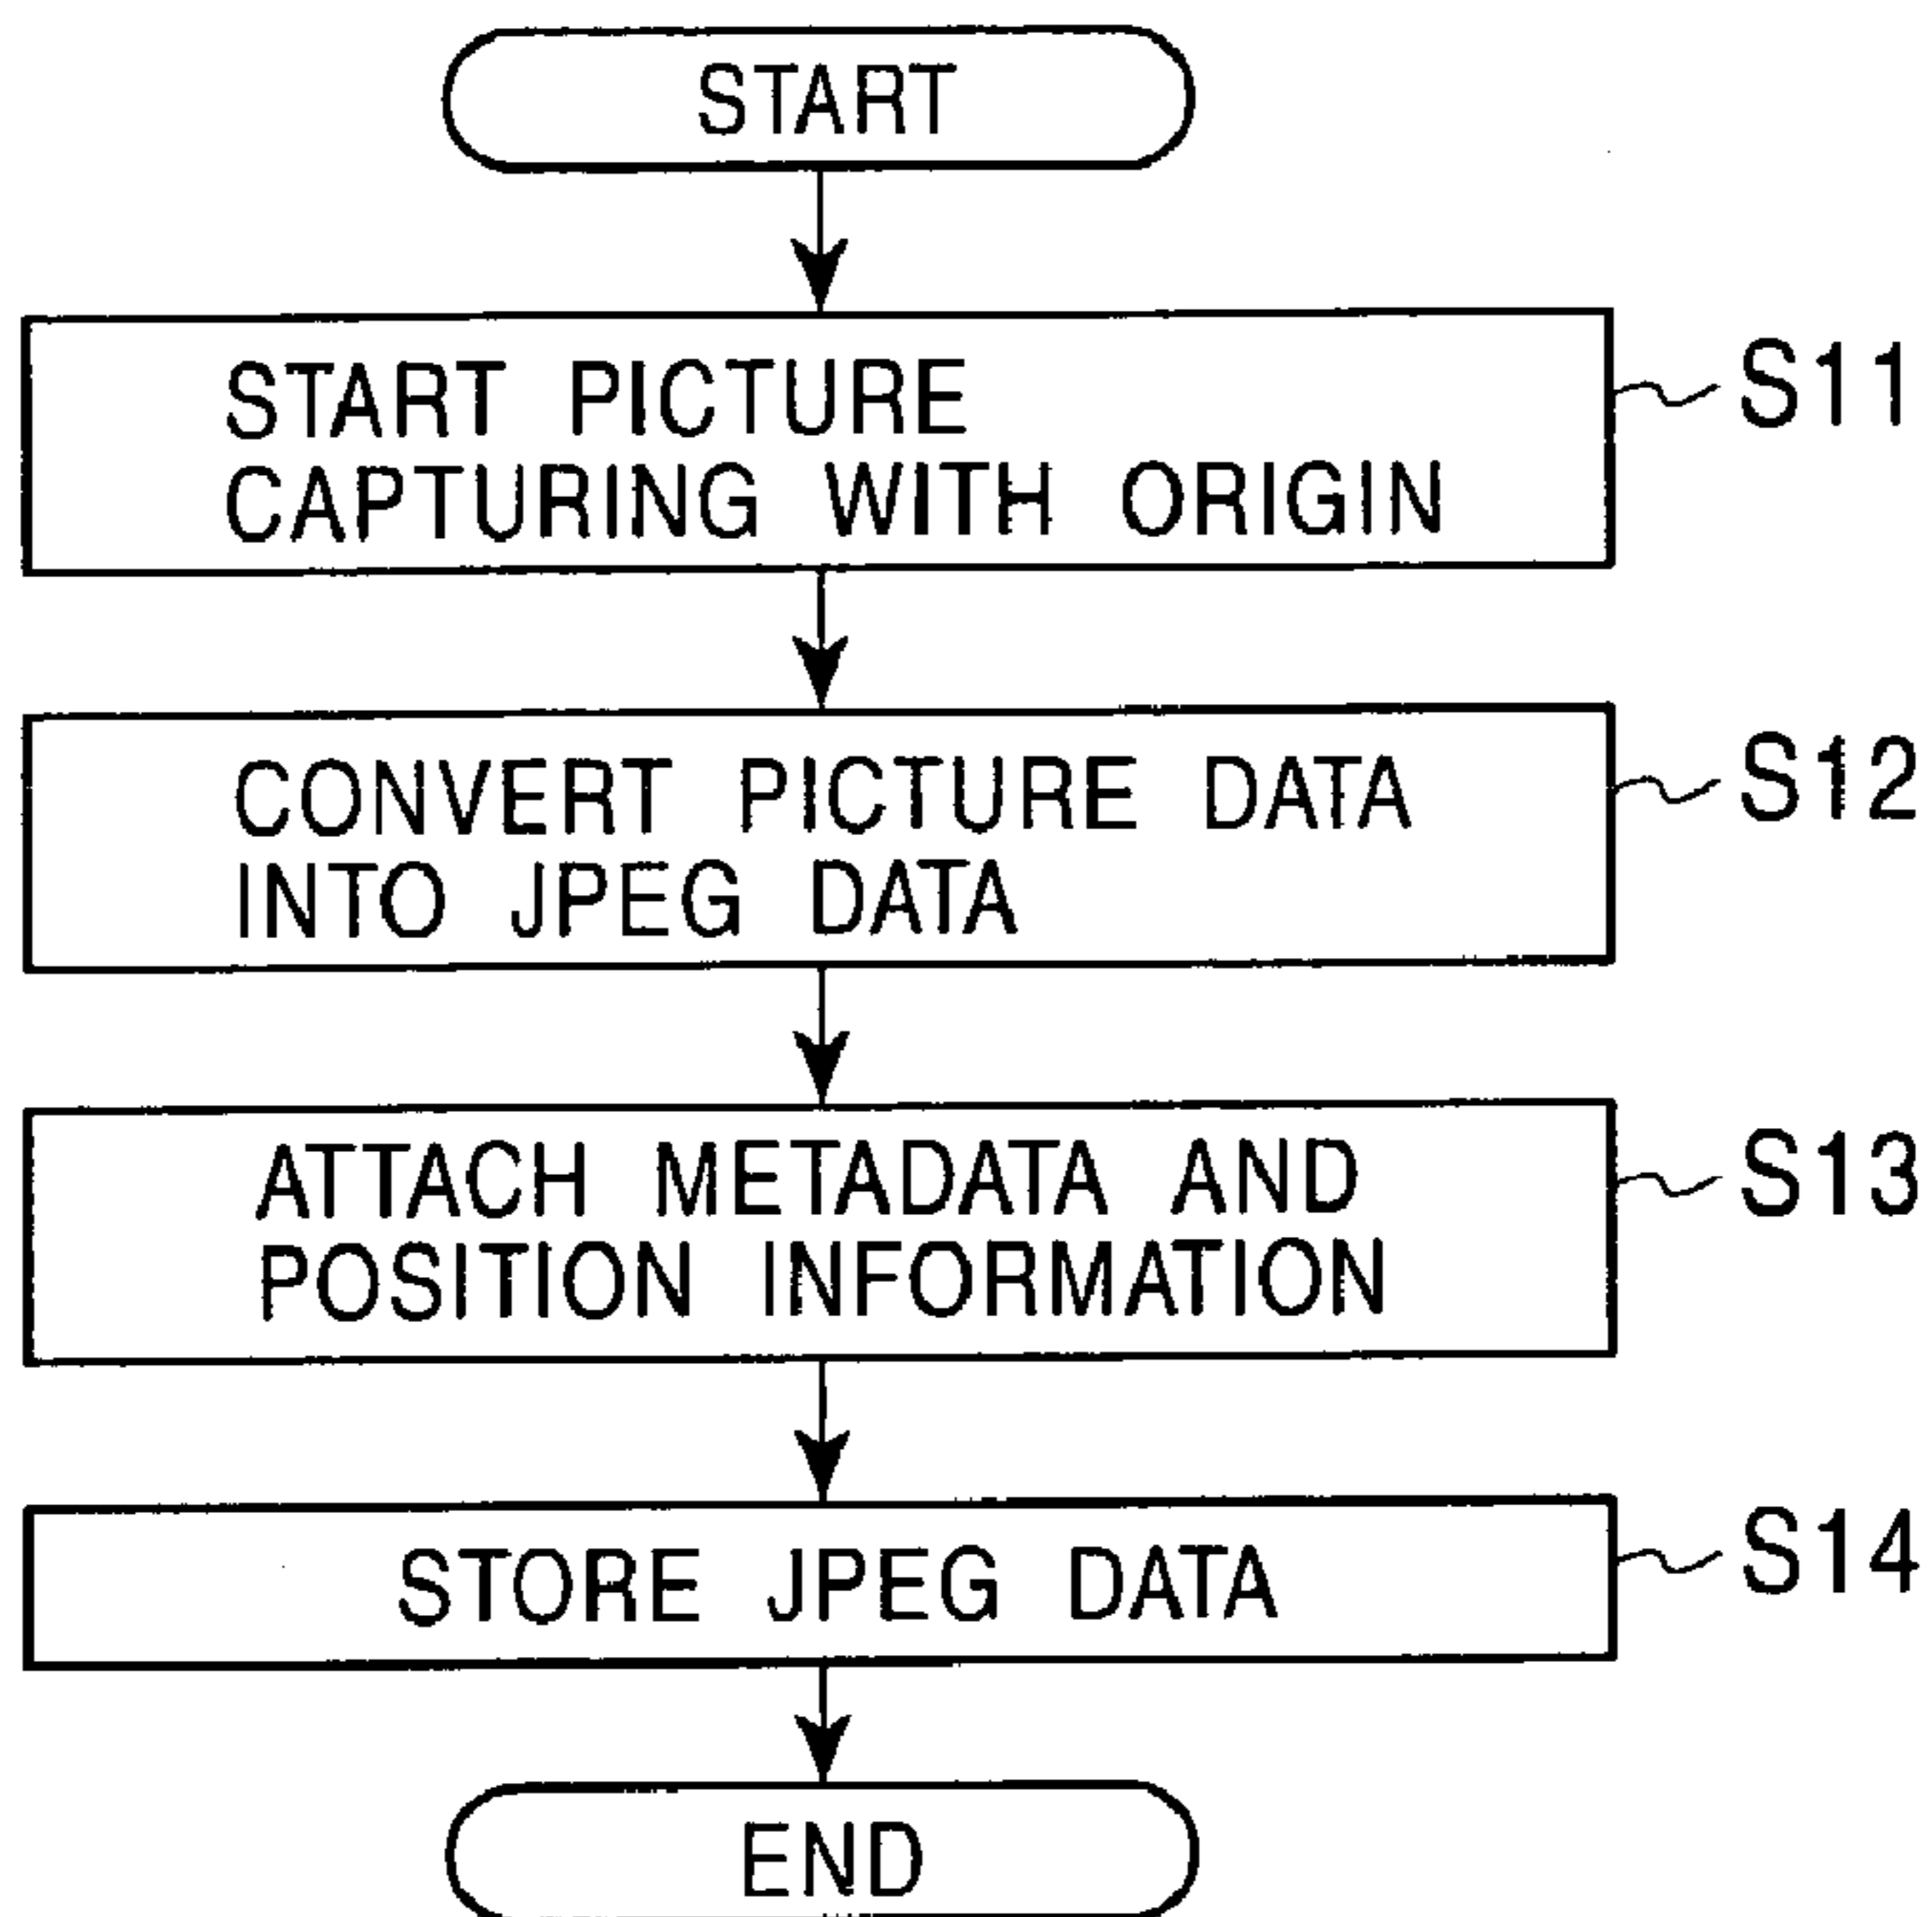 START
START PICTURE
CAPTURING WITH ORIGIN
S11
CONVERT PICTURE DATA
INTO JPEG DATA
S12
ATTACH METADATA AND
POSITION INFORMATION
S13
STORE JPEG DATA
S14
END